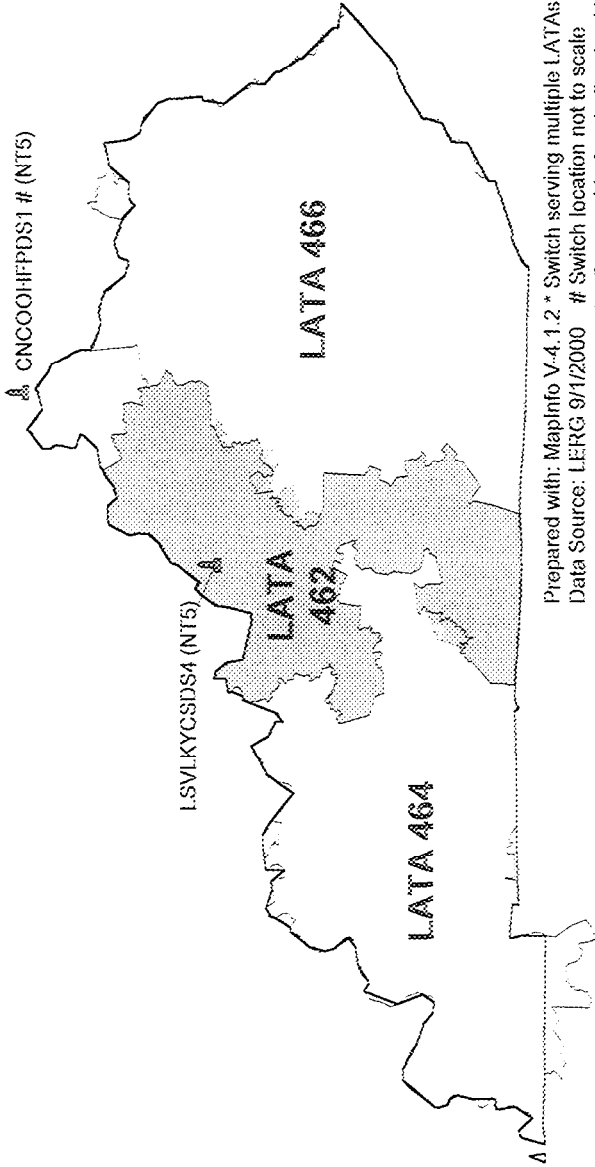 CNCOOHFPDS1 # (NT5)
LSVLKYCSDS4 (NT5)
LATA 466
LATA
462
LATA 464
Prepared with: MapInfo V-4.1.2 * Switch serving multiple LATAs
Data Source: LERG 9/1/2000 # Switch location not to scale